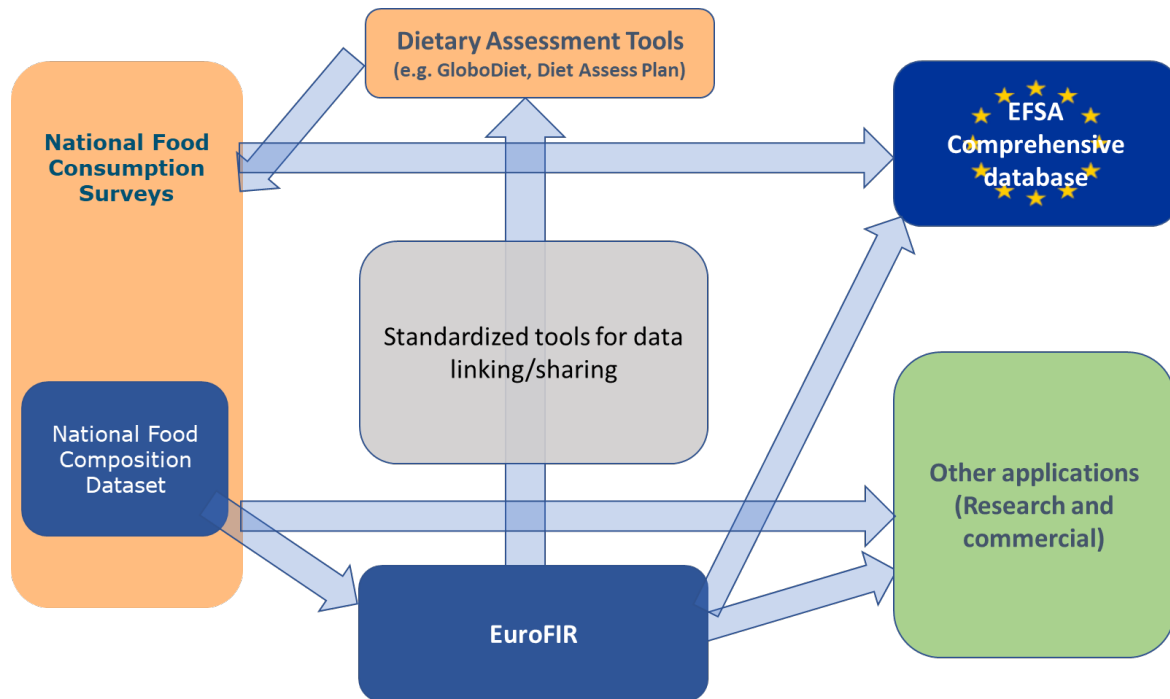 Dietary Assessment Tools
(e.g. GloboDiet, Diet Assess Plan)
National Food
Consumption
Surveys
EFSA
Comprehensive
database
Standardized tools for data
linking/sharing
National Food
Composition
Dataset
Other applications
(Research and
commercial)
EuroFIR